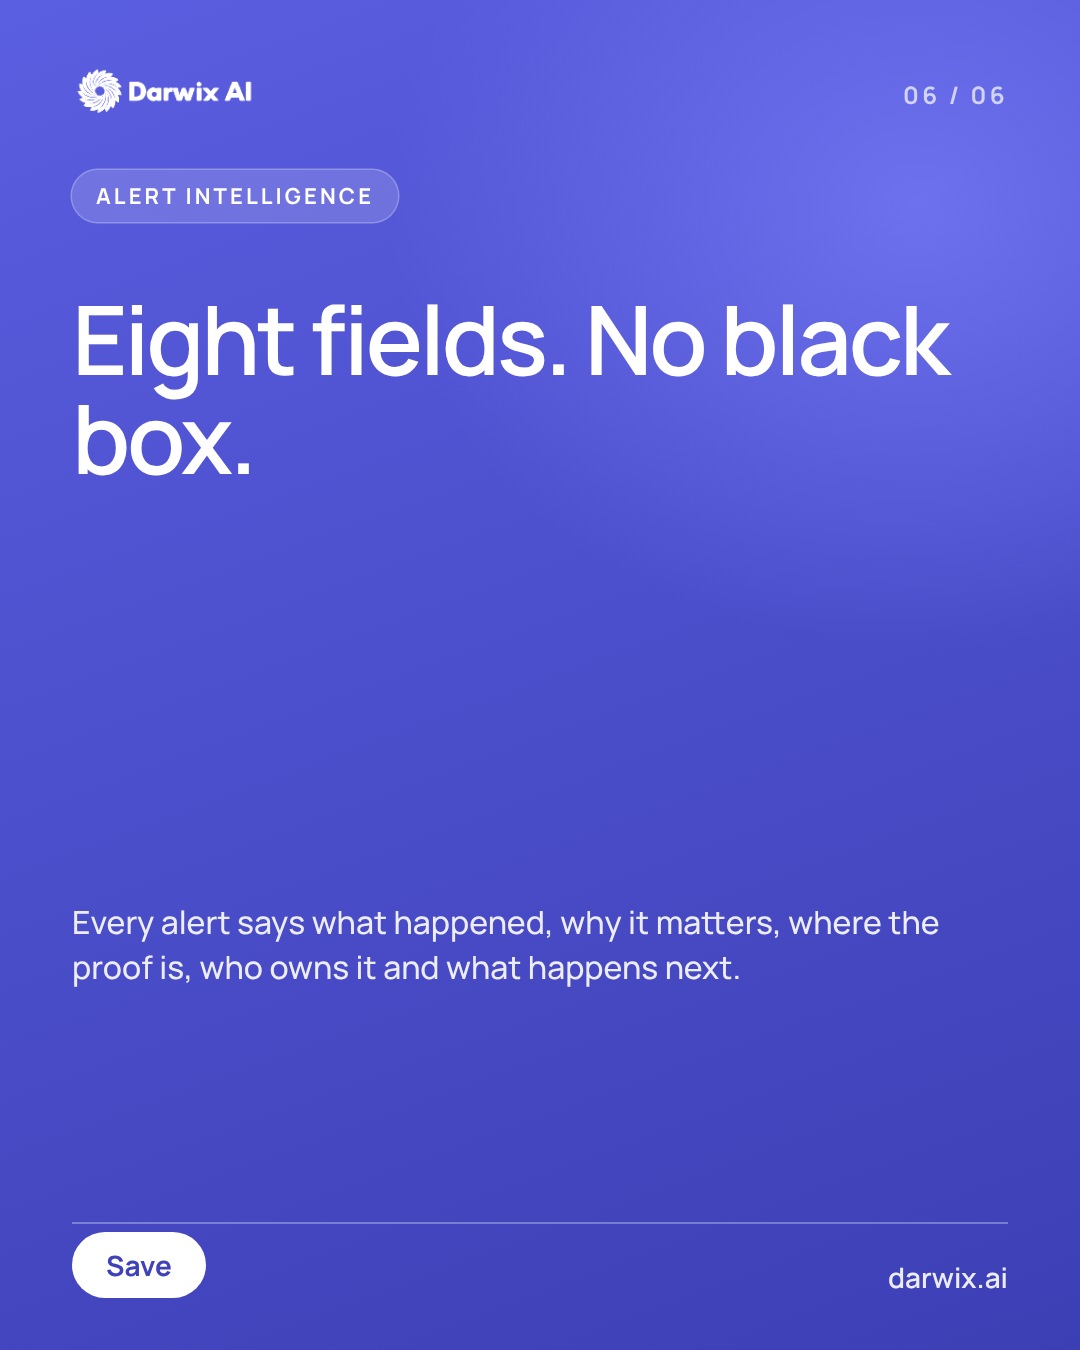 Darwix AI
06 / 06
ALERT INTELLIGENCE
Eight fields. No black
box.
Every alert says what happened, why it matters, where the
proof is, who owns it and what happens next.
Save
darwix.ai